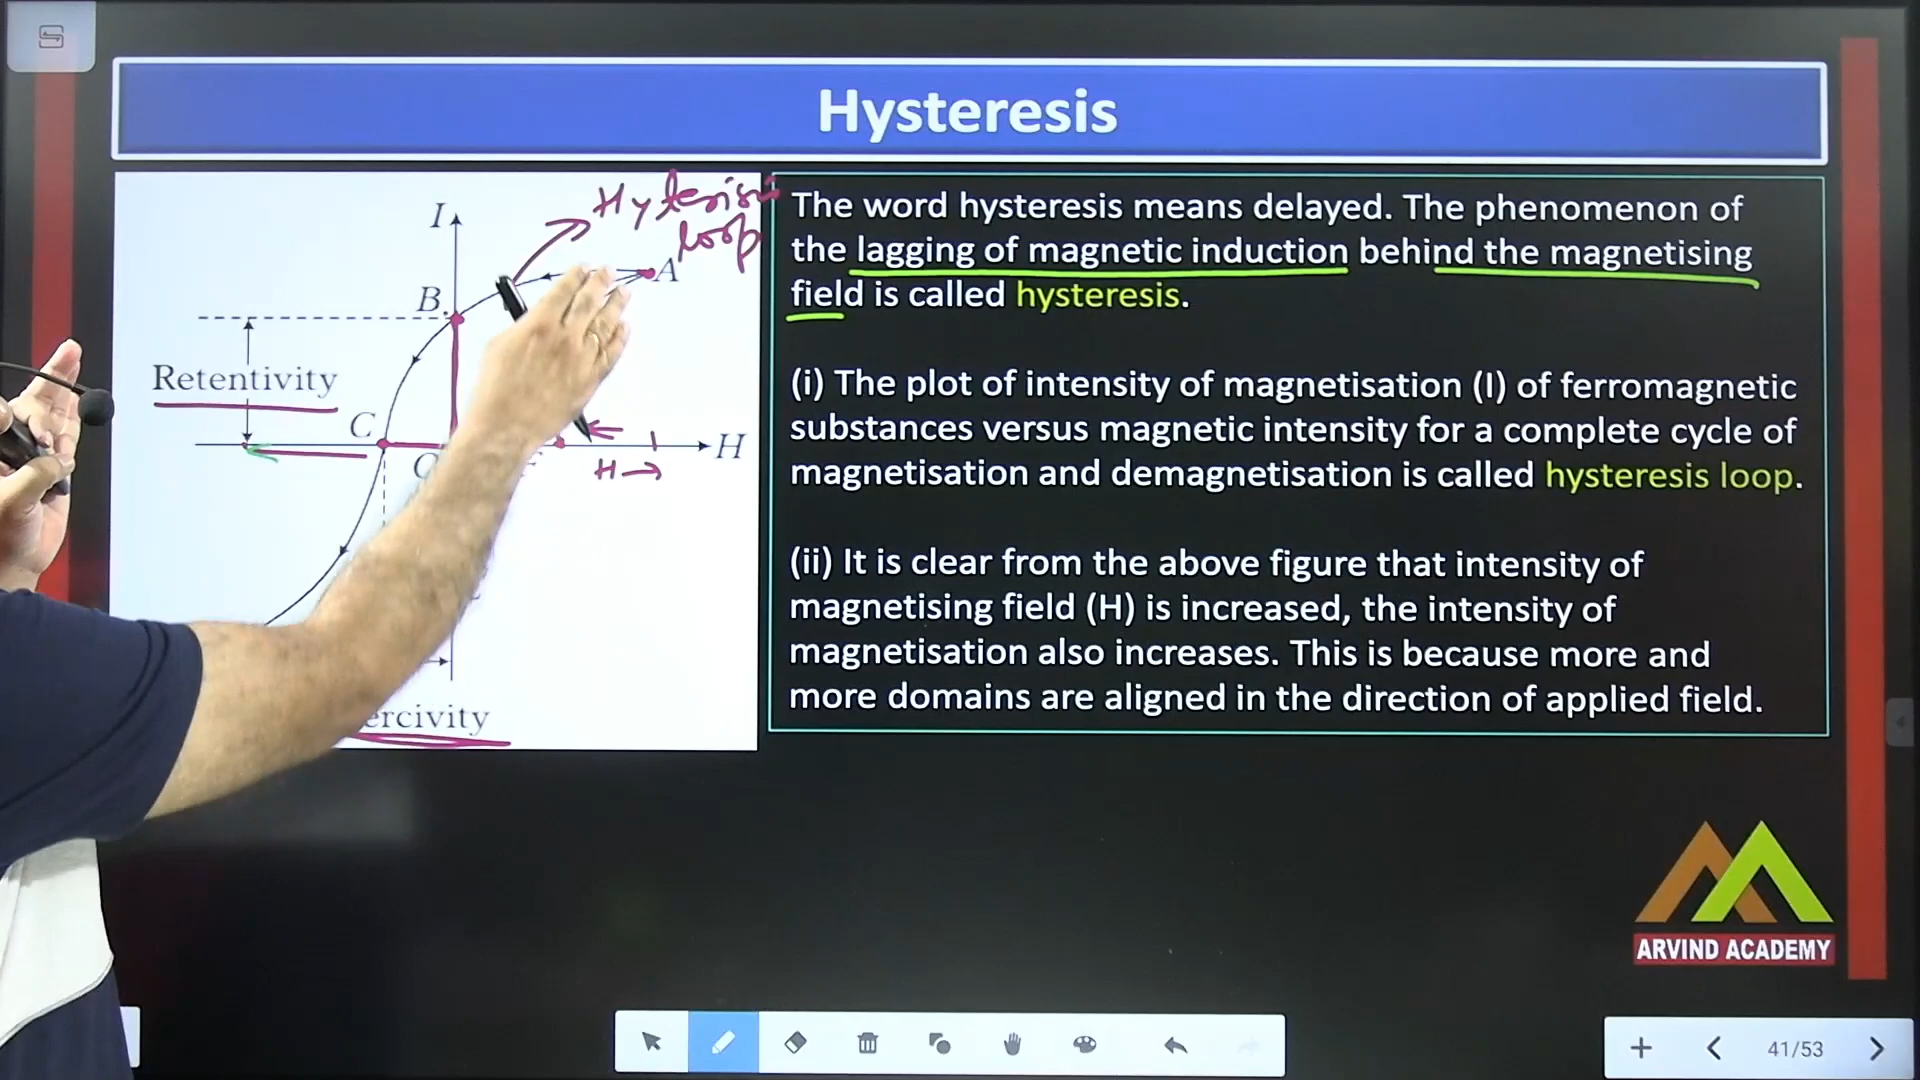 Hysteresis
I
Hyterisis
loop
A
B
Retentivity
C
H
H
ercivity
The word hysteresis means delayed. The phenomenon of
the lagging of magnetic induction behind the magnetising
field is called hysteresis.
(i) The plot of intensity of magnetisation (I) of ferromagnetic
substances versus magnetic intensity for a complete cycle of
magnetisation and demagnetisation is called hysteresis loop.
(ii) It is clear from the above figure that intensity of
magnetising field (H) is increased, the intensity of
magnetisation also increases. This is because more and
more domains are aligned in the direction of applied field.
ARVIND ACADEMY
41/53